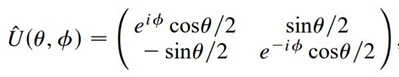 Û(θ, ϕ) = ( e^{iϕ} cosθ/2 sinθ/2
− sinθ/2 e^{−iϕ} cosθ/2 ),